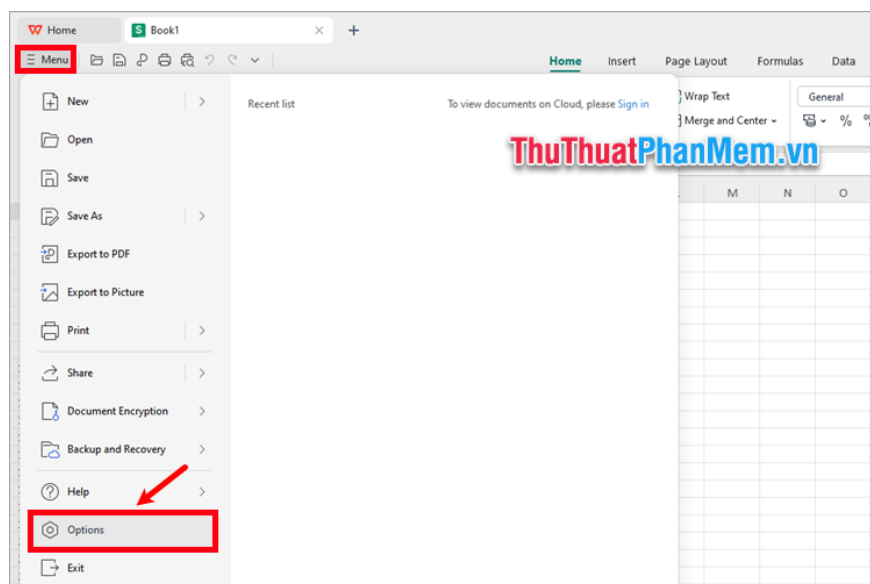 Home
Book1
Menu
Home Insert Page Layout Formulas Data
New
Recent list
To view documents on Cloud, please Sign in
Wrap Text
General
Open
Merge and Center
%
ThuThuatPhanMem.vn
Save
M N O
Save As
Export to PDF
Export to Picture
Print
Share
Document Encryption
Backup and Recovery
Help
Options
Exit